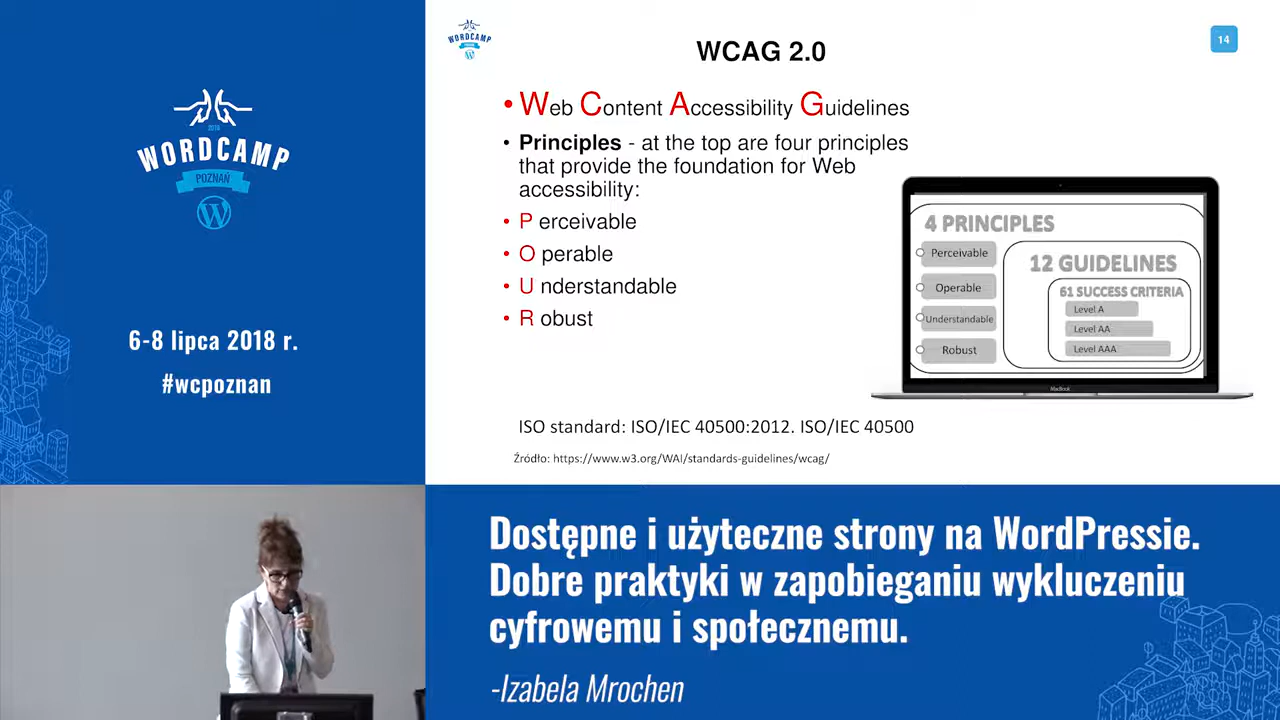 2018
WORDCAMP
POZNAŃ
6-8 lipca 2018 r.
#wcpoznan
WORDCAMP
WCAG 2.0
14
• Web Content Accessibility Guidelines
• Principles - at the top are four principles
that provide the foundation for Web
accessibility:
• P erceivable
• O perable
• U nderstandable
• R obust
4 PRINCIPLES
Perceivable
Operable
Understandable
Robust
12 GUIDELINES
61 SUCCESS CRITERIA
Level A
Level AA
Level AAA
MacBook
ISO standard: ISO/IEC 40500:2012. ISO/IEC 40500
Źródło: https://www.w3.org/WAI/standards-guidelines/wcag/
Dostępne i użyteczne strony na WordPressie.
Dobre praktyki w zapobieganiu wykluczeniu
cyfrowemu i społecznemu.
-Izabela Mrochen